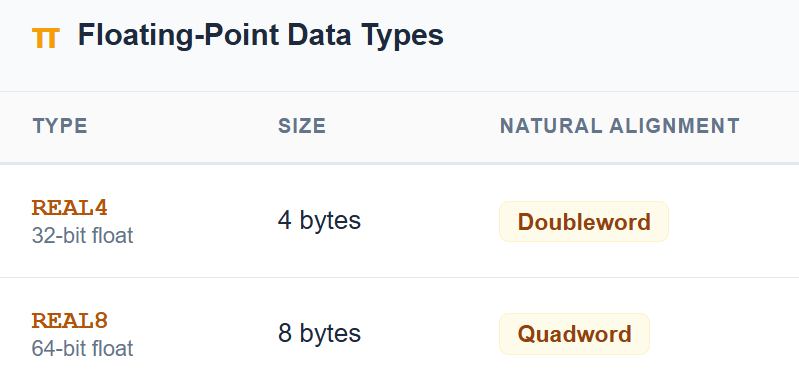 Floating-Point Data Types
TYPE SIZE NATURAL ALIGNMENT
REAL4
32-bit float
4 bytes
Doubleword
REAL8
64-bit float
8 bytes
Quadword